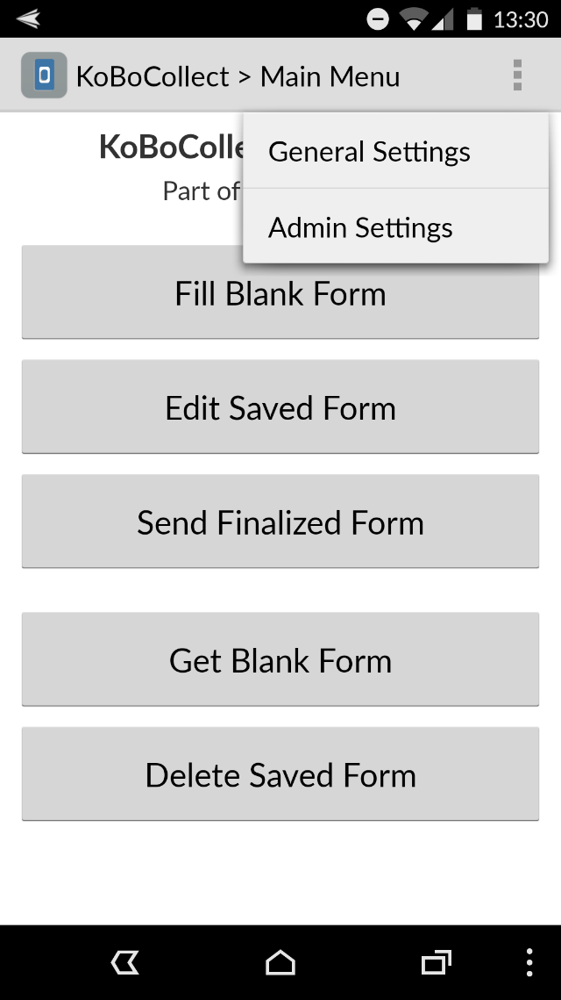 13:30
KoBoCollect > Main Menu
General Settings
Admin Settings
Part of
Fill Blank Form
Edit Saved Form
Send Finalized Form
Get Blank Form
Delete Saved Form